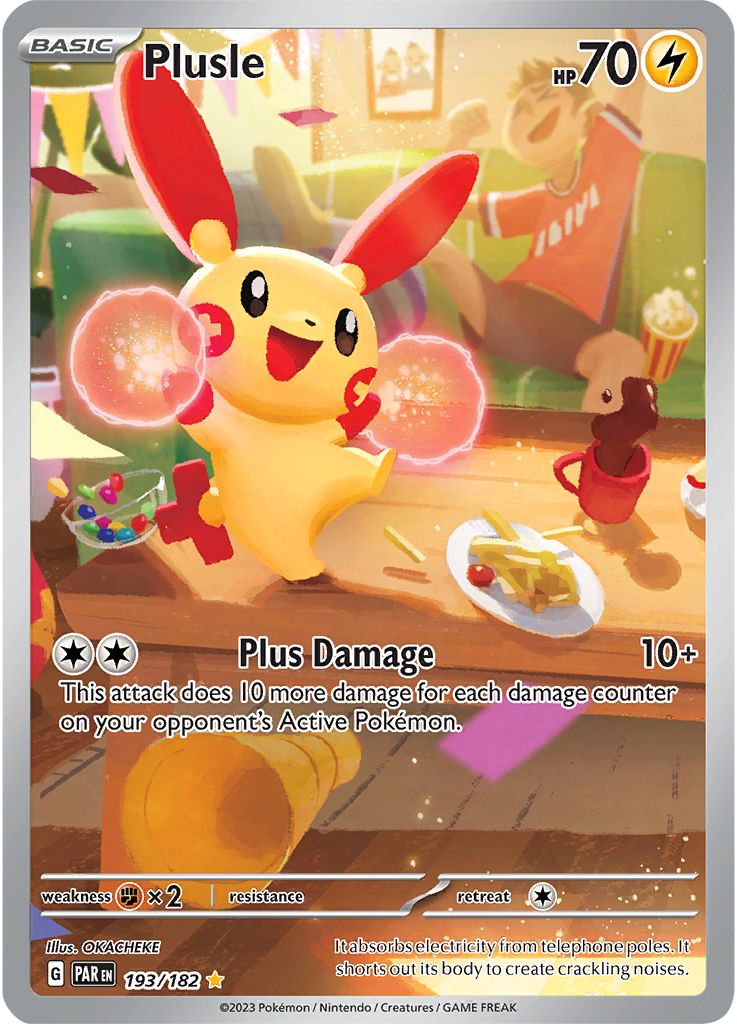 BASIC
Plusle
HP 70
Plus Damage 10+
This attack does 10 more damage for each damage counter
on your opponent's Active Pokémon.
weakness ×2 resistance retreat
Illus. OKACHEKE
It absorbs electricity from telephone poles. It
shorts out its body to create crackling noises.
G PAR EN 193/182
©2023 Pokémon / Nintendo / Creatures / GAME FREAK